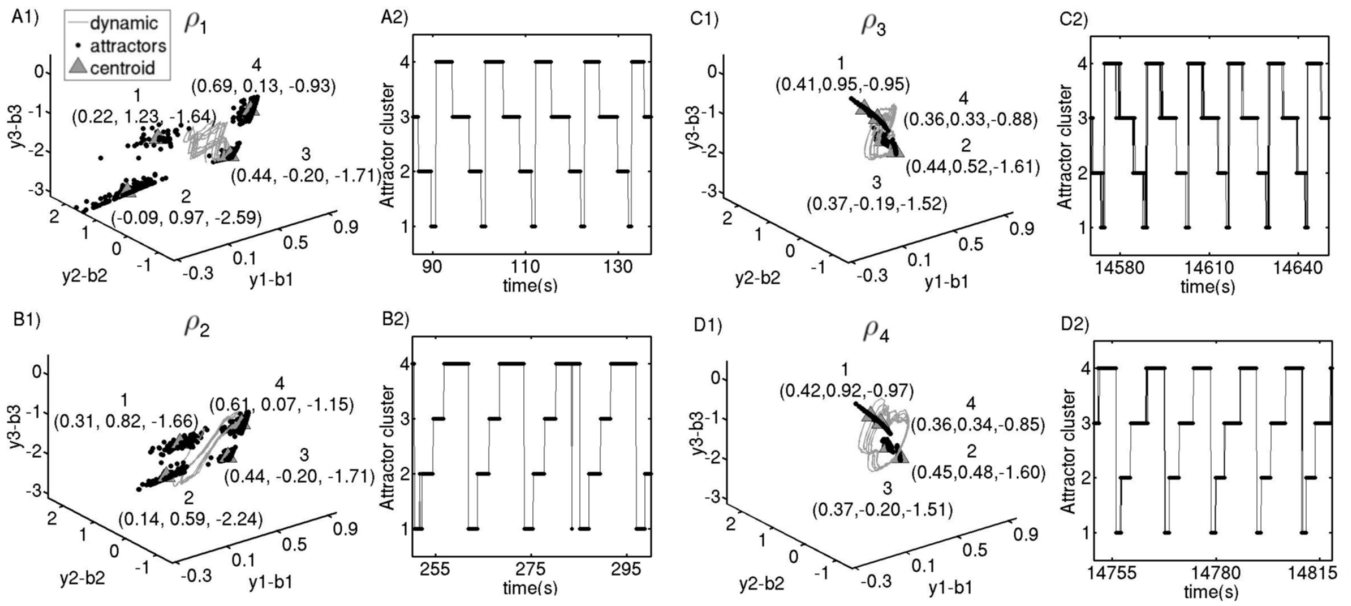 A1)
ρ1
dynamic
attractors
centroid
y3-b3
0
-1
-2
-3
2
1
0
-1
y2-b2
-0.3
0.1
0.5
0.9
y1-b1
1
(0.22, 1.23, -1.64)
4
(0.69, 0.13, -0.93)
3
(0.44, -0.20, -1.71)
2
(-0.09, 0.97, -2.59)
A2)
Attractor cluster
4
3
2
1
90
110
130
time(s)
C1)
ρ3
y3-b3
0
-1
-2
-3
2
1
0
-1
y2-b2
-0.3
0.1
0.5
0.9
y1-b1
1
(0.41,0.95,-0.95)
4
(0.36,0.33,-0.88)
2
(0.44,0.52,-1.61)
3
(0.37,-0.19,-1.52)
C2)
Attractor cluster
4
3
2
1
14580
14610
14640
time(s)
B1)
ρ2
y3-b3
0
-1
-2
-3
2
1
0
-1
y2-b2
-0.3
0.1
0.5
0.9
y1-b1
1
(0.31, 0.82, -1.66)
4
(0.61, 0.07, -1.15)
3
(0.44, -0.20, -1.71)
2
(0.14, 0.59, -2.24)
B2)
Attractor cluster
4
3
2
1
255
275
295
time(s)
D1)
ρ4
y3-b3
0
-1
-2
-3
2
1
0
-1
y2-b2
-0.3
0.1
0.5
0.9
y1-b1
1
(0.42,0.92,-0.97)
4
(0.36,0.34,-0.85)
2
(0.45,0.48,-1.60)
3
(0.37,-0.20,-1.51)
D2)
Attractor cluster
4
3
2
1
14755
14780
14815
time(s)